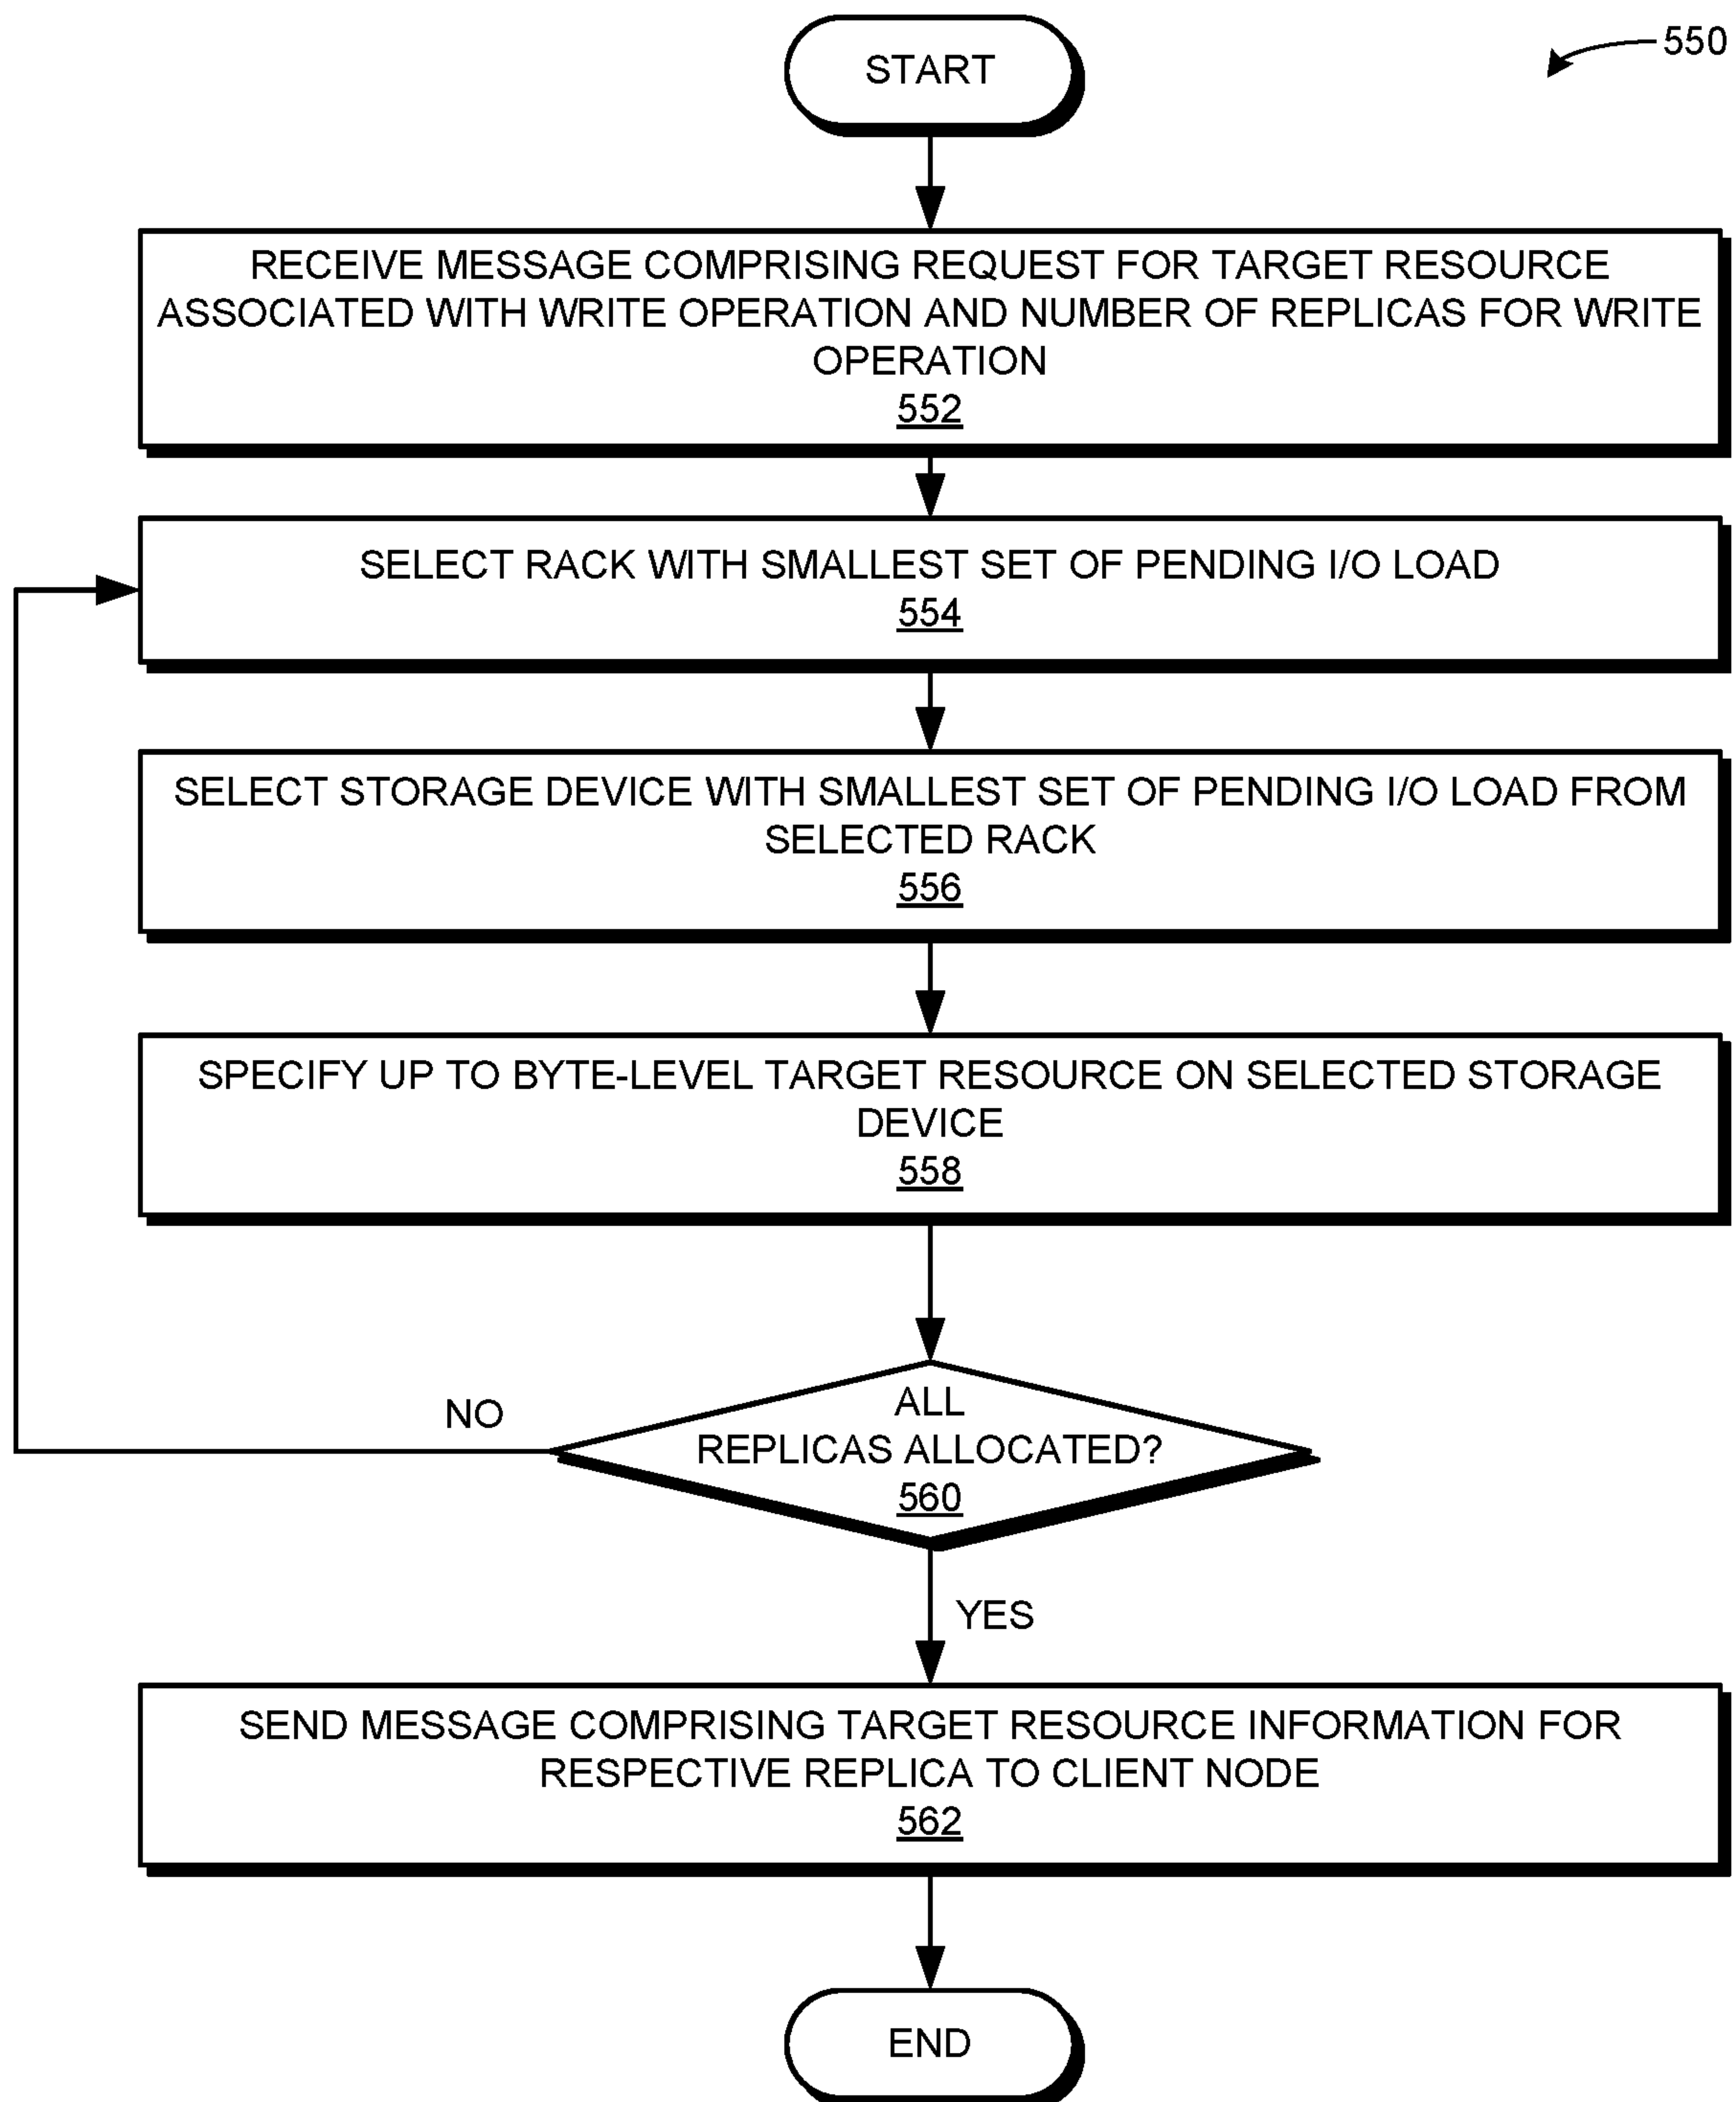 START
550
RECEIVE MESSAGE COMPRISING REQUEST FOR TARGET RESOURCE
ASSOCIATED WITH WRITE OPERATION AND NUMBER OF REPLICAS FOR WRITE
OPERATION
552
SELECT RACK WITH SMALLEST SET OF PENDING I/O LOAD
554
SELECT STORAGE DEVICE WITH SMALLEST SET OF PENDING I/O LOAD FROM
SELECTED RACK
556
SPECIFY UP TO BYTE-LEVEL TARGET RESOURCE ON SELECTED STORAGE
DEVICE
558
ALL
REPLICAS ALLOCATED?
560
NO
YES
SEND MESSAGE COMPRISING TARGET RESOURCE INFORMATION FOR
RESPECTIVE REPLICA TO CLIENT NODE
562
END